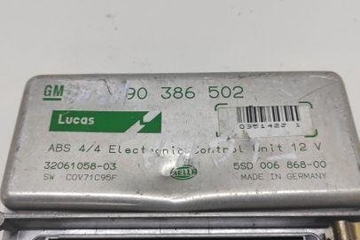 GM 90 386 502
Lucas
0351422 1
ABS 4/4 Electronic Control Unit 12 V
32061058-03 HELLA 5SD 006 868-00
SW COV71C95F MADE IN GERMANY